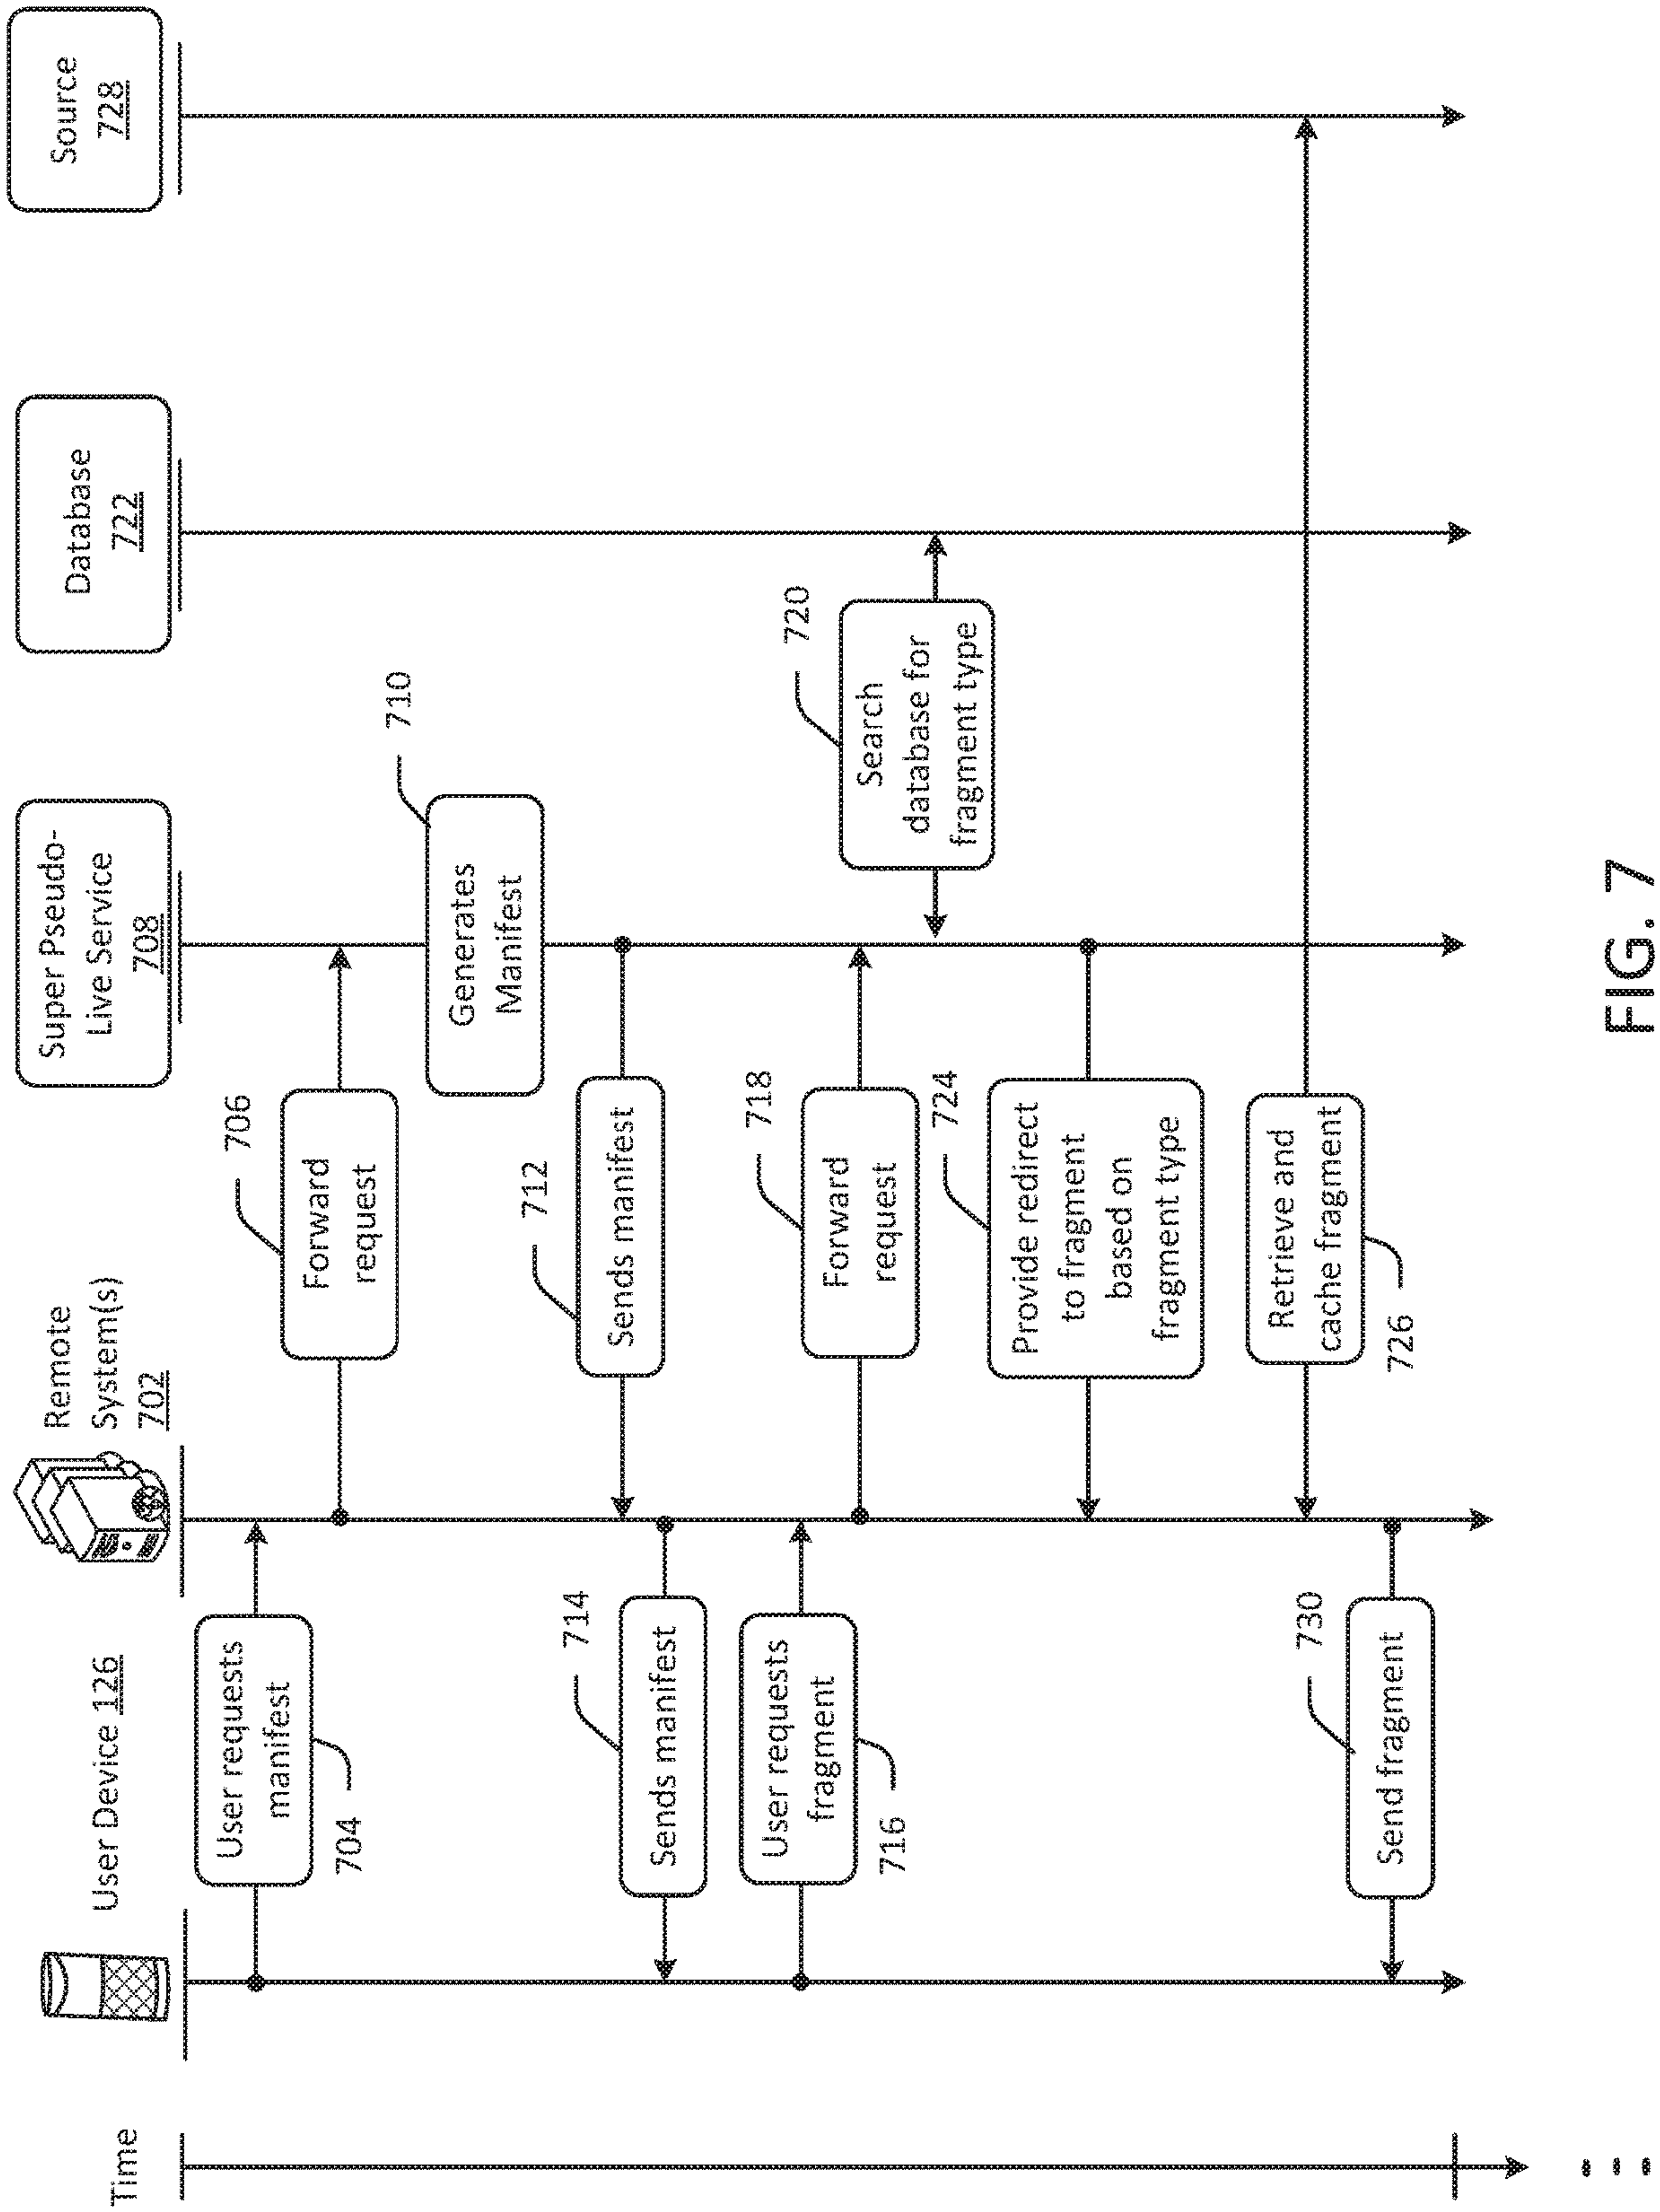 Time
User Device 126
Remote
System(s)
702
Super Pseudo-
Live Service
708
Database
722
Source
728
User requests
manifest
704
706
Forward
request
710
Generates
Manifest
712
Sends manifest
714
Sends manifest
User requests
fragment
716
718
Forward
request
720
Search
database for
fragment type
724
Provide redirect
to fragment
based on
fragment type
Retrieve and
cache fragment
726
730
Send fragment
FIG. 7